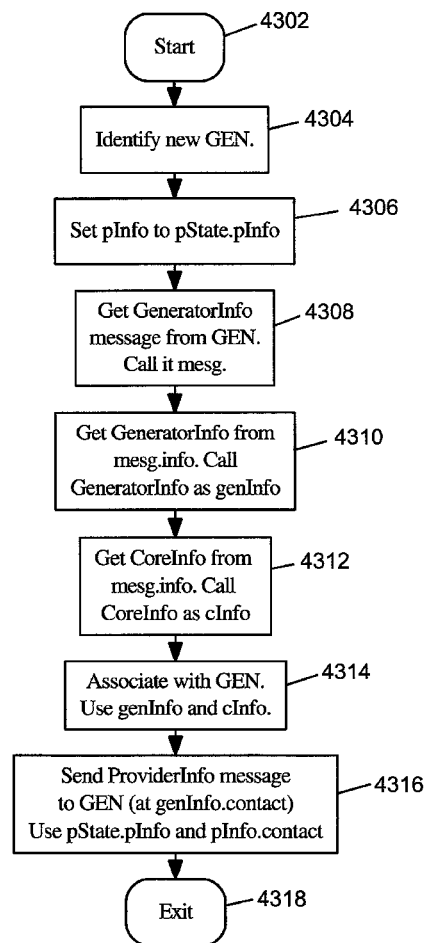 Start
4302
Identify new GEN.
4304
Set pInfo to pState.pInfo
4306
Get GeneratorInfo
message from GEN.
Call it mesg.
4308
Get GeneratorInfo from
mesg.info. Call
GeneratorInfo as genInfo
4310
Get CoreInfo from
mesg.info. Call
CoreInfo as cInfo
4312
Associate with GEN.
Use genInfo and cInfo.
4314
Send ProviderInfo message
to GEN (at genInfo.contact)
Use pState.pInfo and pInfo.contact
4316
Exit
4318